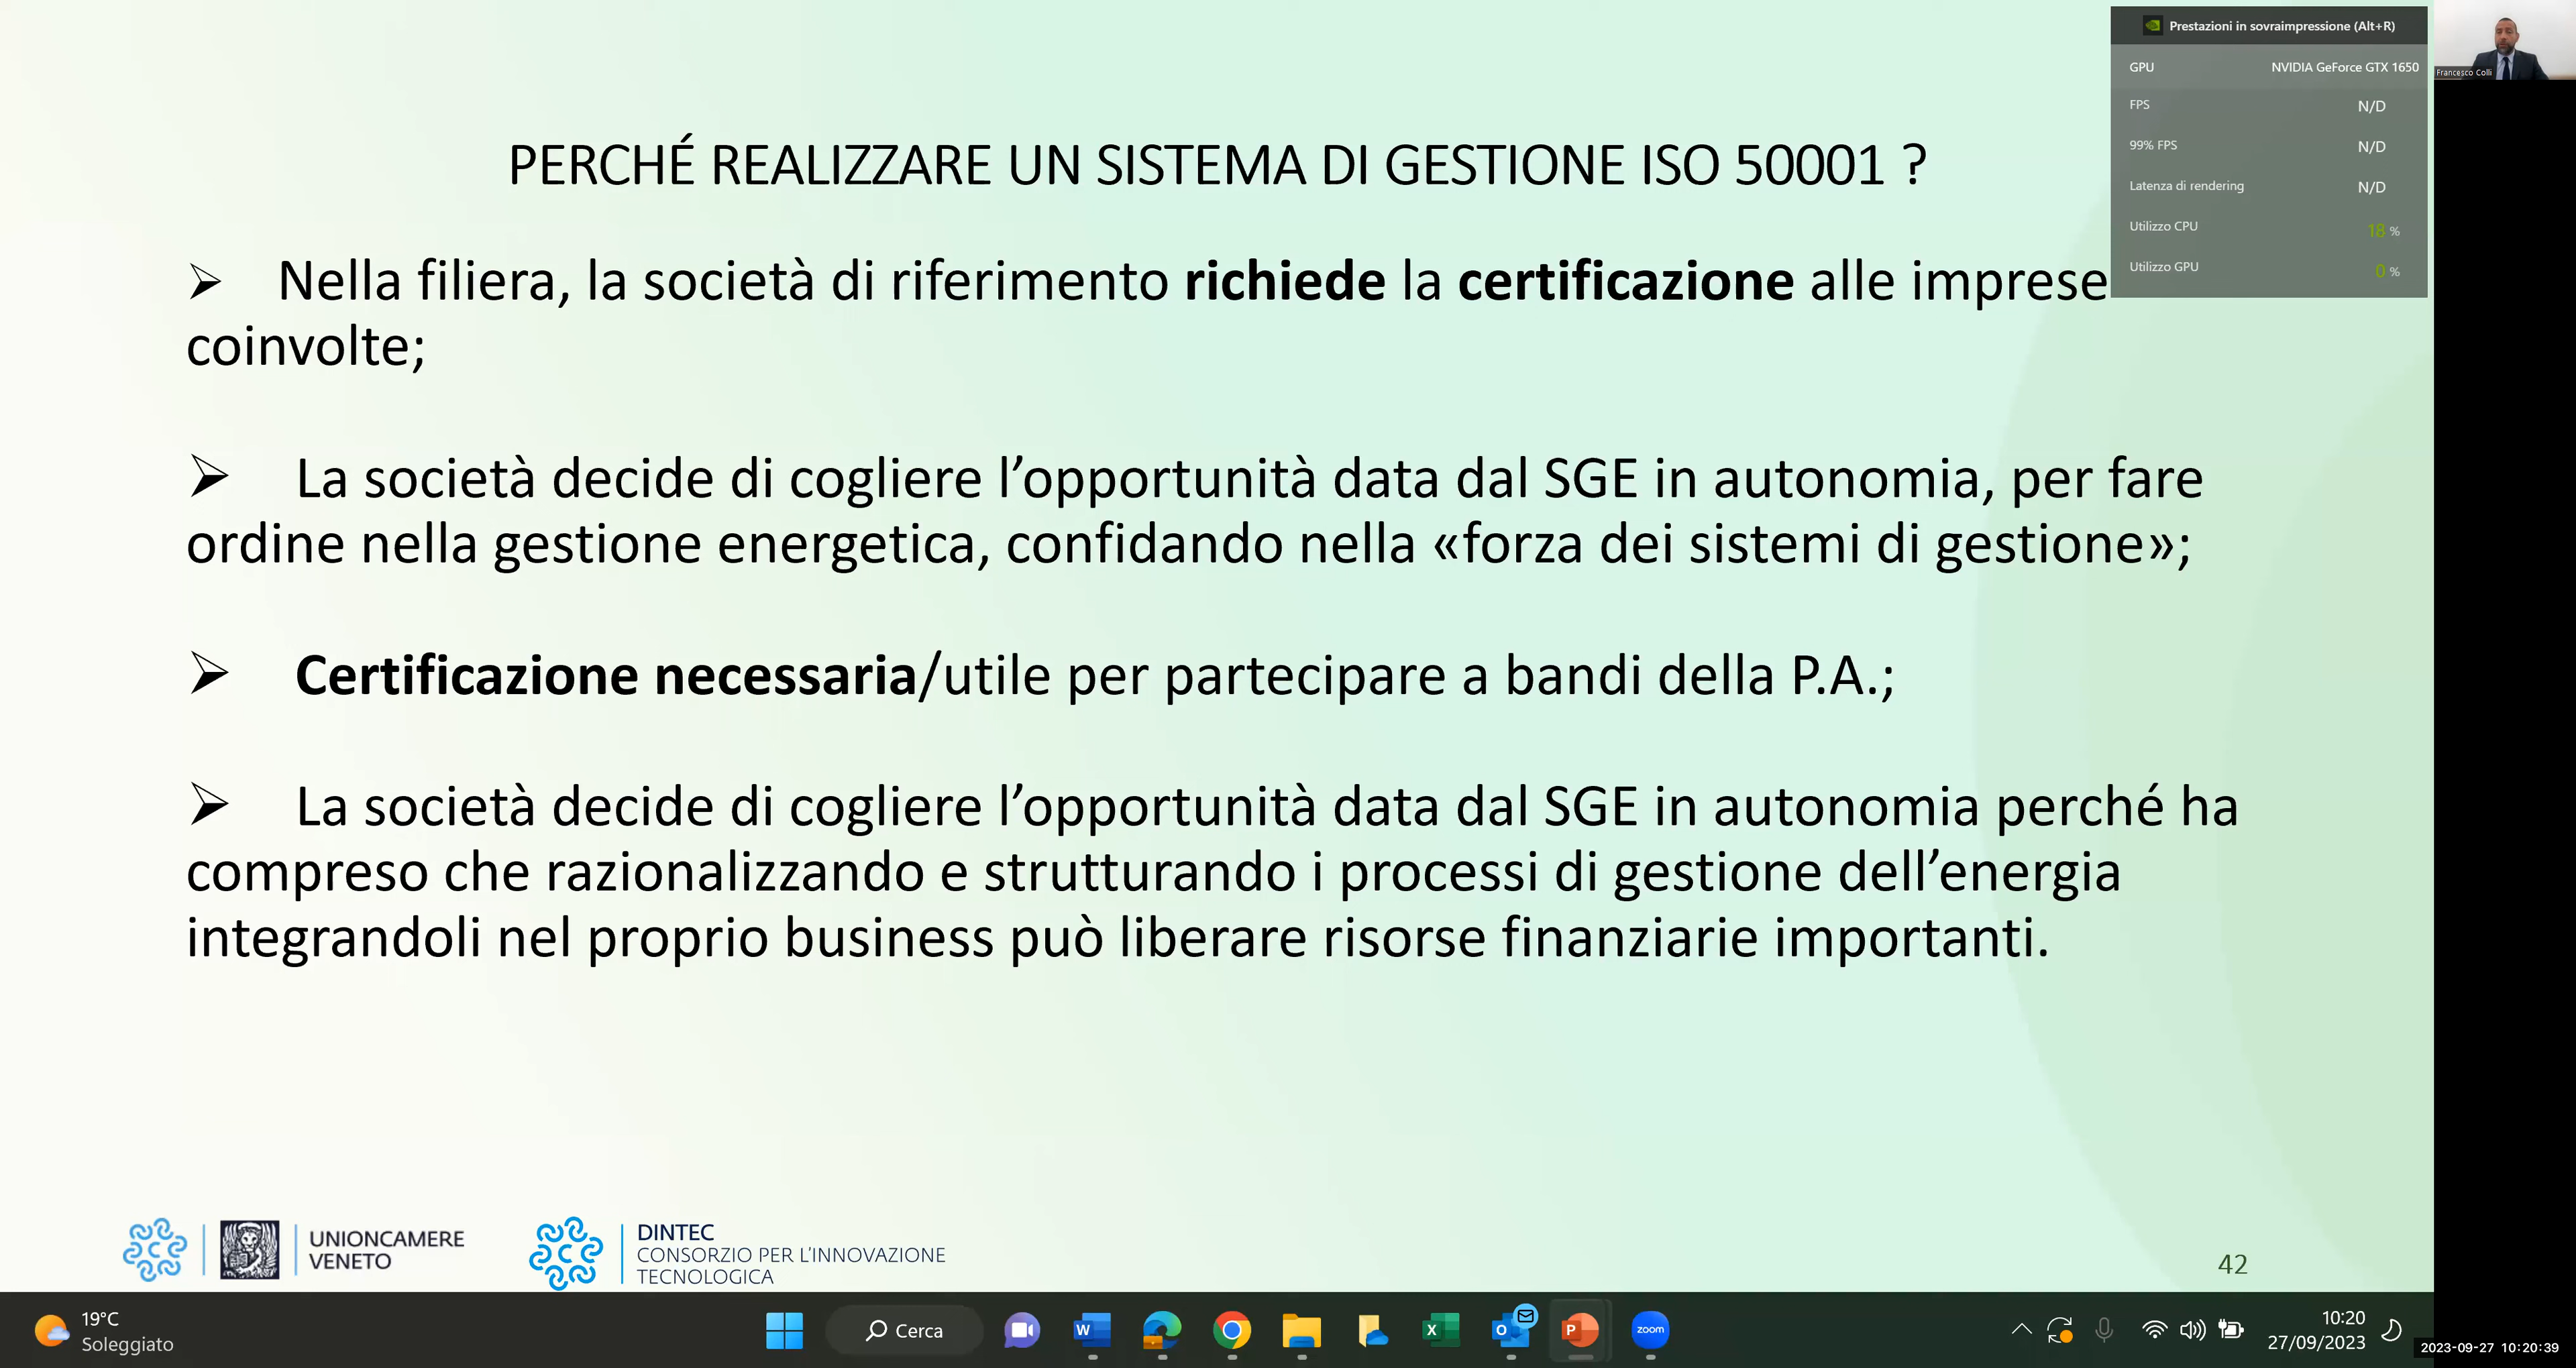 PERCHÉ REALIZZARE UN SISTEMA DI GESTIONE ISO 50001 ?
➢ Nella filiera, la società di riferimento richiede la certificazione alle imprese
coinvolte;
➢ La società decide di cogliere l’opportunità data dal SGE in autonomia, per fare
ordine nella gestione energetica, confidando nella «forza dei sistemi di gestione»;
➢ Certificazione necessaria/utile per partecipare a bandi della P.A.;
➢ La società decide di cogliere l’opportunità data dal SGE in autonomia perché ha
compreso che razionalizzando e strutturando i processi di gestione dell’energia
integrandoli nel proprio business può liberare risorse finanziarie importanti.
UNIONCAMERE
VENETO
DINTEC
CONSORZIO PER L'INNOVAZIONE
TECNOLOGICA
42
Prestazioni in sovraimpressione (Alt+R)
GPU NVIDIA GeForce GTX 1650
FPS N/D
99% FPS N/D
Latenza di rendering N/D
Utilizzo CPU 18 %
Utilizzo GPU 0 %
Francesco Colli
19°C
Soleggiato
Cerca
zoom
10:20
27/09/2023
2023-09-27 10:20:39